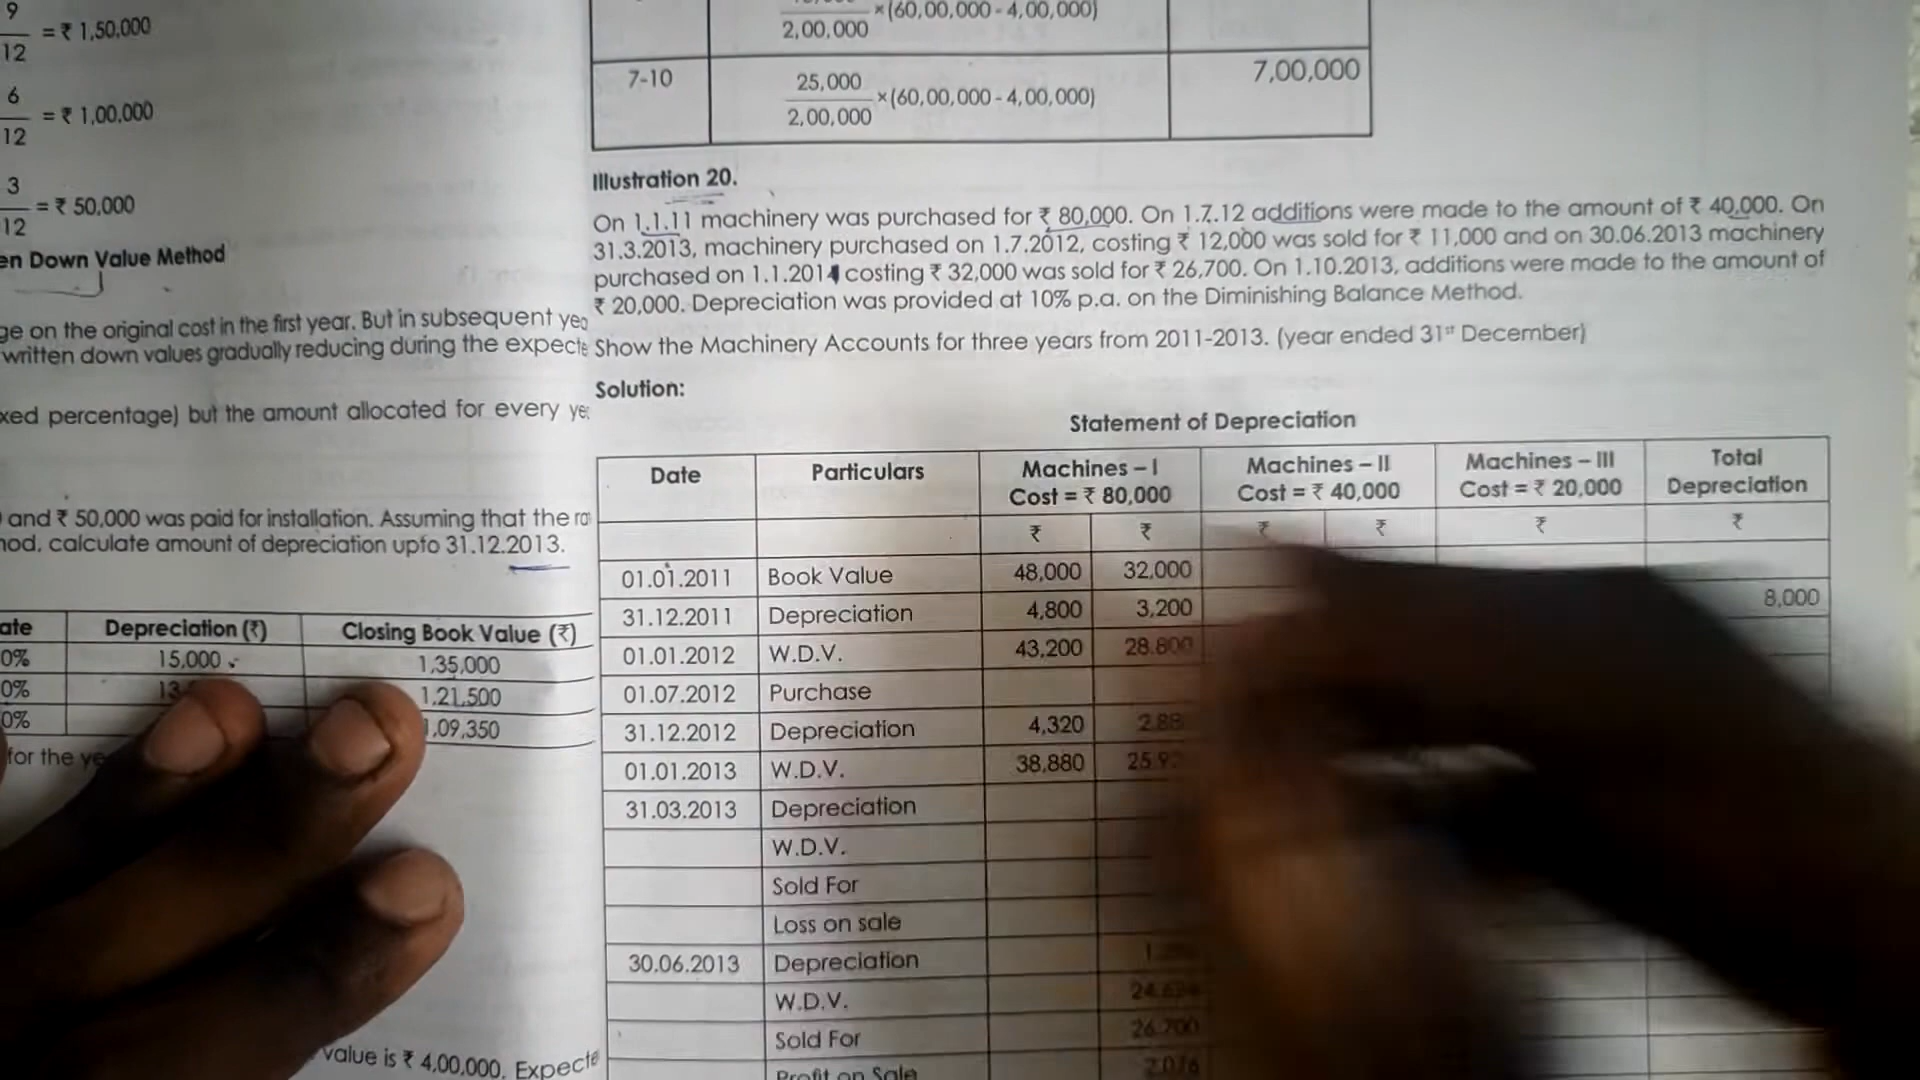 9
12 = ₹ 1,50,000
6
12 = ₹ 1,00,000
3
12 = ₹ 50,000
en Down Value Method
ge on the original cost in the first year. But in subsequent yea
written down values gradually reducing during the expecte
xed percentage) but the amount allocated for every ye
and ₹ 50,000 was paid for installation. Assuming that the ra
hod, calculate amount of depreciation upto 31.12.2013.
ate Depreciation (₹) Closing Book Value (₹)
0% 15,000 1,35,000
0% 1,21,500
0% 1,09,350
for the ye
value is ₹ 4,00,000. Expecte
2,00,000 ×(60,00,000 - 4,00,000)
7-10 25,000 ×(60,00,000 - 4,00,000) 7,00,000
2,00,000
Illustration 20.
On 1.1.11 machinery was purchased for ₹ 80,000. On 1.7.12 additions were made to the amount of ₹ 40,000. On
31.3.2013, machinery purchased on 1.7.2012, costing ₹ 12,000 was sold for ₹ 11,000 and on 30.06.2013 machinery
purchased on 1.1.2011 costing ₹ 32,000 was sold for ₹ 26,700. On 1.10.2013, additions were made to the amount of
₹ 20,000. Depreciation was provided at 10% p.a. on the Diminishing Balance Method.
Show the Machinery Accounts for three years from 2011-2013. (year ended 31st December)
Solution:
Statement of Depreciation
Date Particulars Machines – I Machines – II Machines – III Total
Cost = ₹ 80,000 Cost = ₹ 40,000 Cost = ₹ 20,000 Depreciation
₹ ₹ ₹ ₹ ₹ ₹
01.01.2011 Book Value 48,000 32,000
31.12.2011 Depreciation 4,800 3,200 8,000
01.01.2012 W.D.V. 43,200 28,800
01.07.2012 Purchase
31.12.2012 Depreciation 4,320
01.01.2013 W.D.V. 38,880
31.03.2013 Depreciation
W.D.V.
Sold For
Loss on sale
30.06.2013 Depreciation
W.D.V.
Sold For 26,700
Profit on Sale